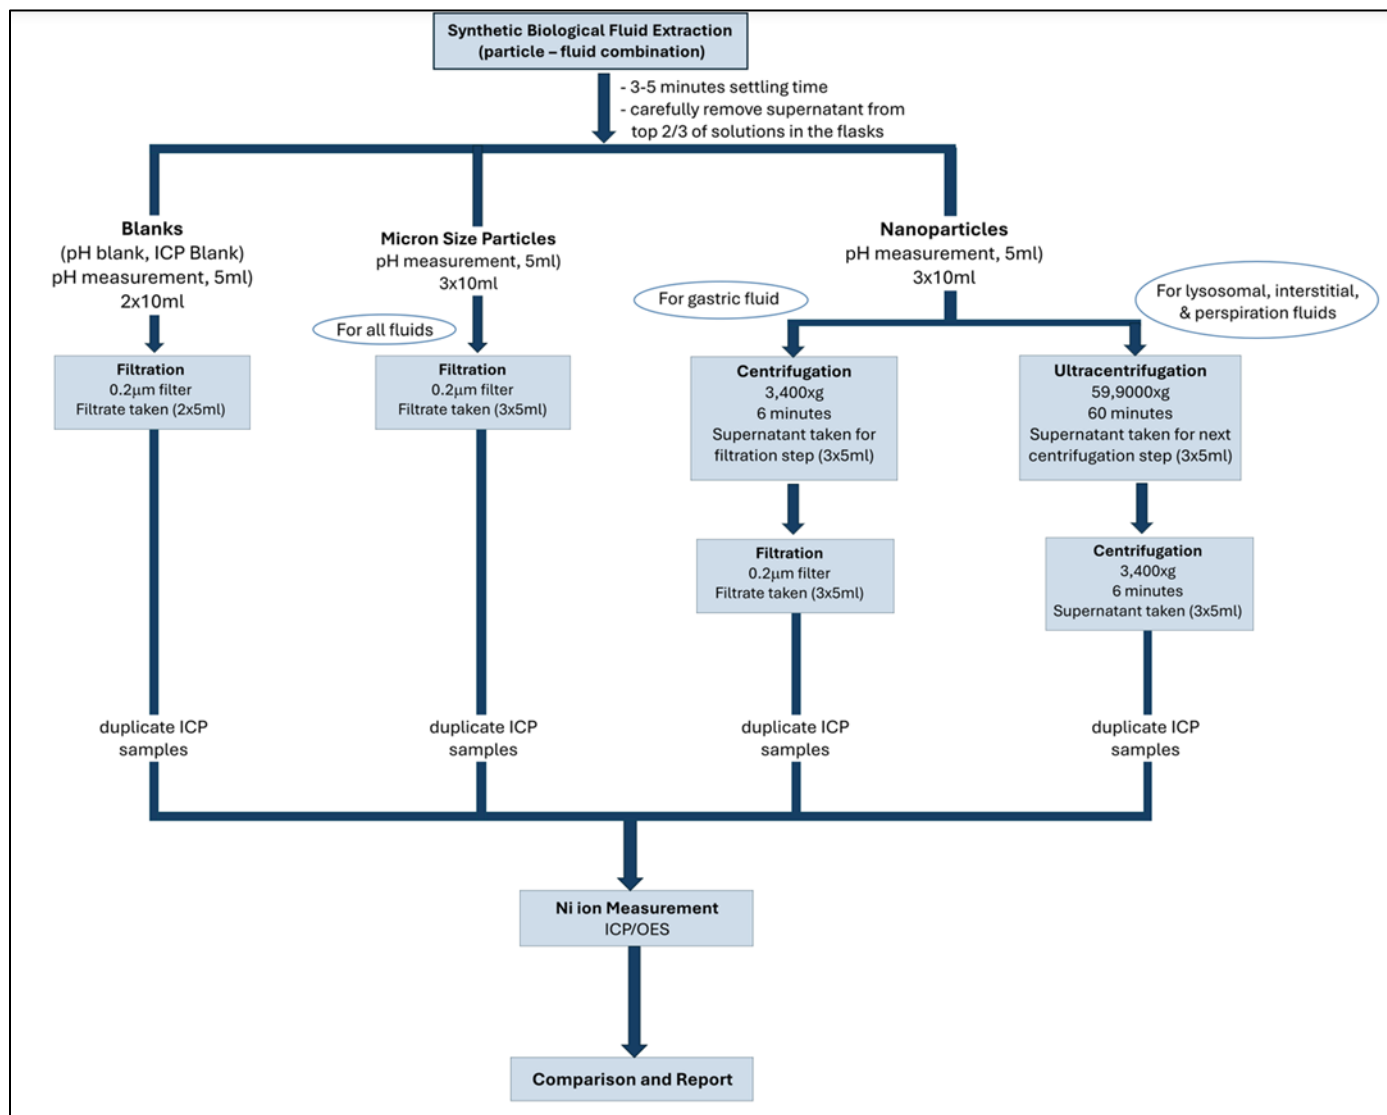 Synthetic Biological Fluid Extraction
(particle – fluid combination)
- 3-5 minutes settling time
- carefully remove supernatant from
top 2/3 of solutions in the flasks
Blanks
(pH blank, ICP Blank)
pH measurement, 5ml)
2x10ml
Micron Size Particles
pH measurement, 5ml)
3x10ml
Nanoparticles
pH measurement, 5ml)
3x10ml
For all fluids
For gastric fluid
For lysosomal, interstitial,
& perspiration fluids
Filtration
0.2µm filter
Filtrate taken (2x5ml)
Filtration
0.2µm filter
Filtrate taken (3x5ml)
Centrifugation
3,400xg
6 minutes
Supernatant taken for
filtration step (3x5ml)
Ultracentrifugation
59,9000xg
60 minutes
Supernatant taken for next
centrifugation step (3x5ml)
Filtration
0.2µm filter
Filtrate taken (3x5ml)
Centrifugation
3,400xg
6 minutes
Supernatant taken (3x5ml)
duplicate ICP
samples
duplicate ICP
samples
duplicate ICP
samples
duplicate ICP
samples
Ni ion Measurement
ICP/OES
Comparison and Report